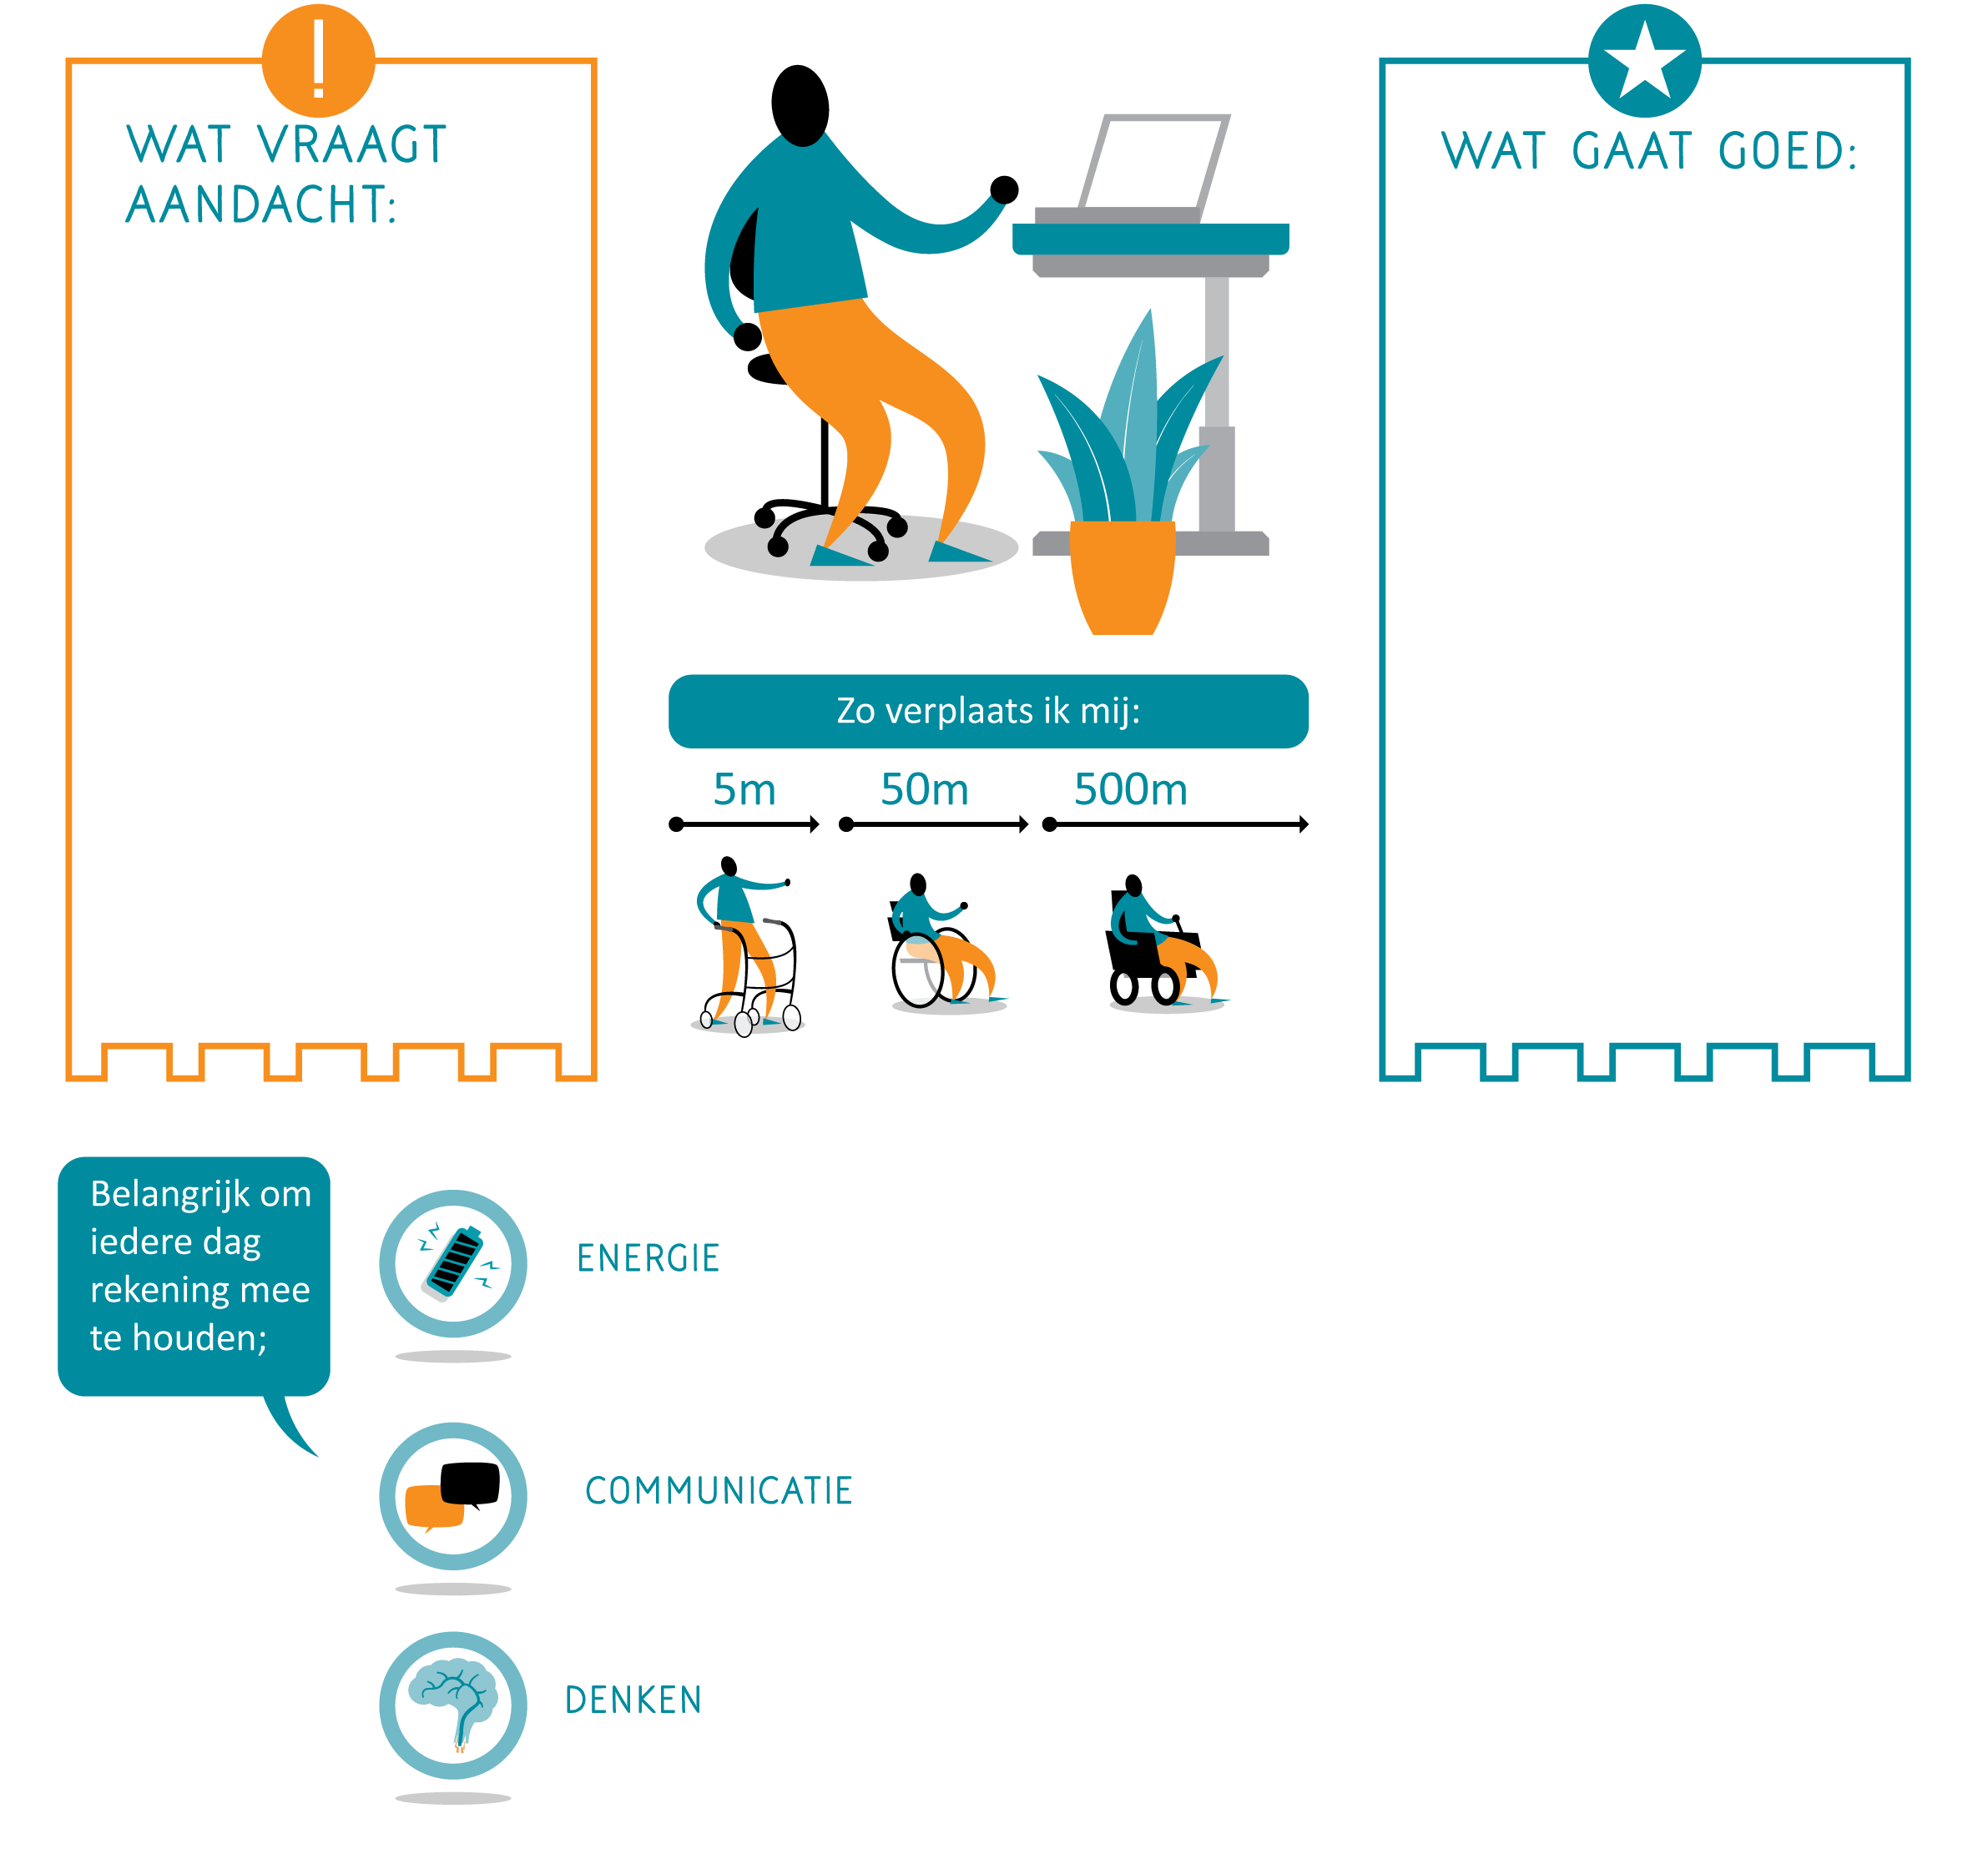 WAT VRAAGT
AANDACHT:
WAT GAAT GOED:
Zo verplaats ik mij:
5m 50m 500m
Belangrijk om
iedere dag
rekening mee
te houden;
ENERGIE
COMMUNICATIE
DENKEN